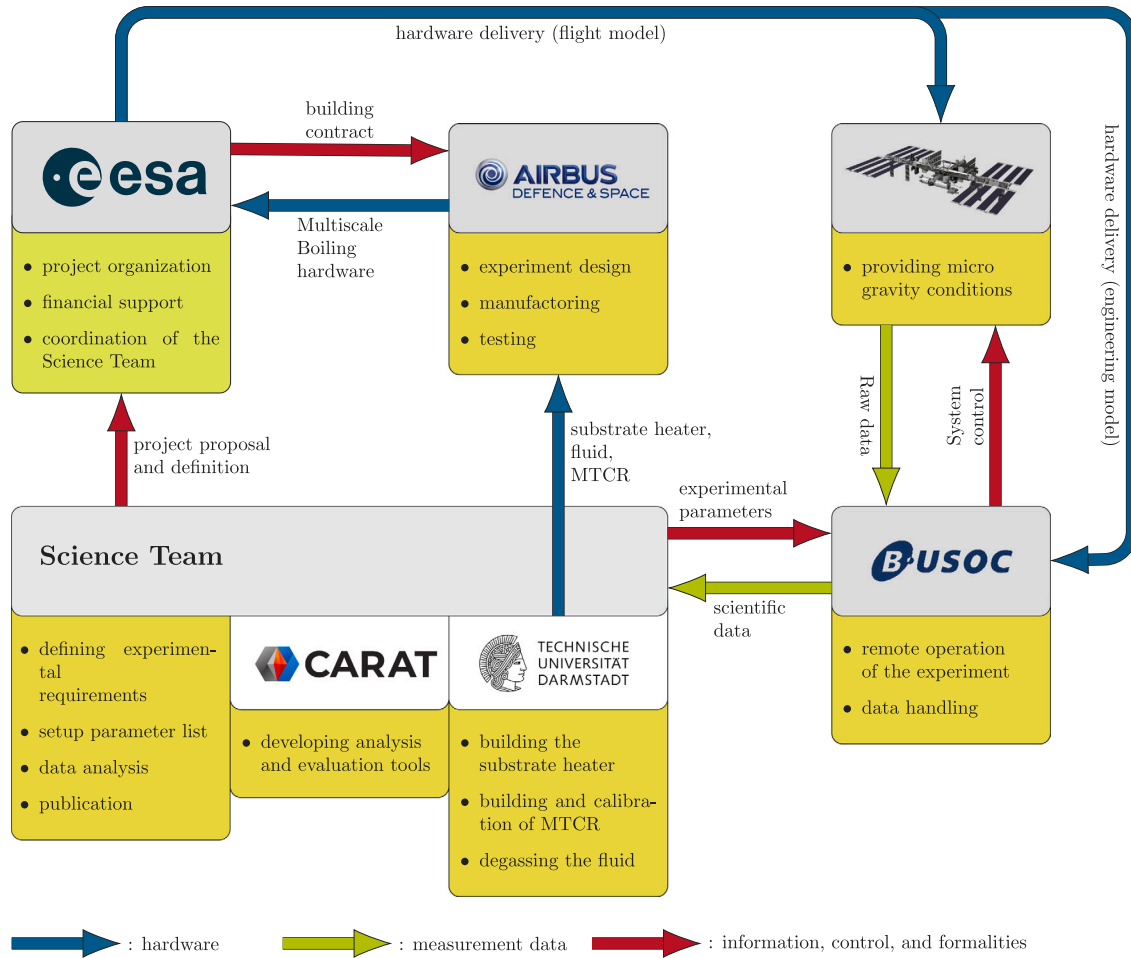 hardware delivery (flight model)
building
contract
esa
AIRBUS
DEFENCE & SPACE
Multiscale
Boiling
hardware
hardware delivery (engineering model)
• project organization
• financial support
• coordination of the
Science Team
• experiment design
• manufactoring
• testing
• providing micro
gravity conditions
Raw data
System
control
project proposal
and definition
substrate heater,
fluid,
MTCR
experimental
parameters
Science Team
B.USOC
scientific
data
• defining experimen-
tal
requirements
• setup parameter list
• data analysis
• publication
CARAT
• developing analysis
and evaluation tools
TECHNISCHE
UNIVERSITÄT
DARMSTADT
• building the
substrate heater
• building and calibra-
tion of MTCR
• degassing the fluid
• remote operation
of the experiment
• data handling
: hardware
: measurement data
: information, control, and formalities